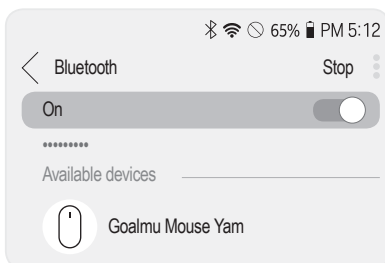 65% PM 5:12
Bluetooth Stop
On
Available devices
Goalmu Mouse Yam